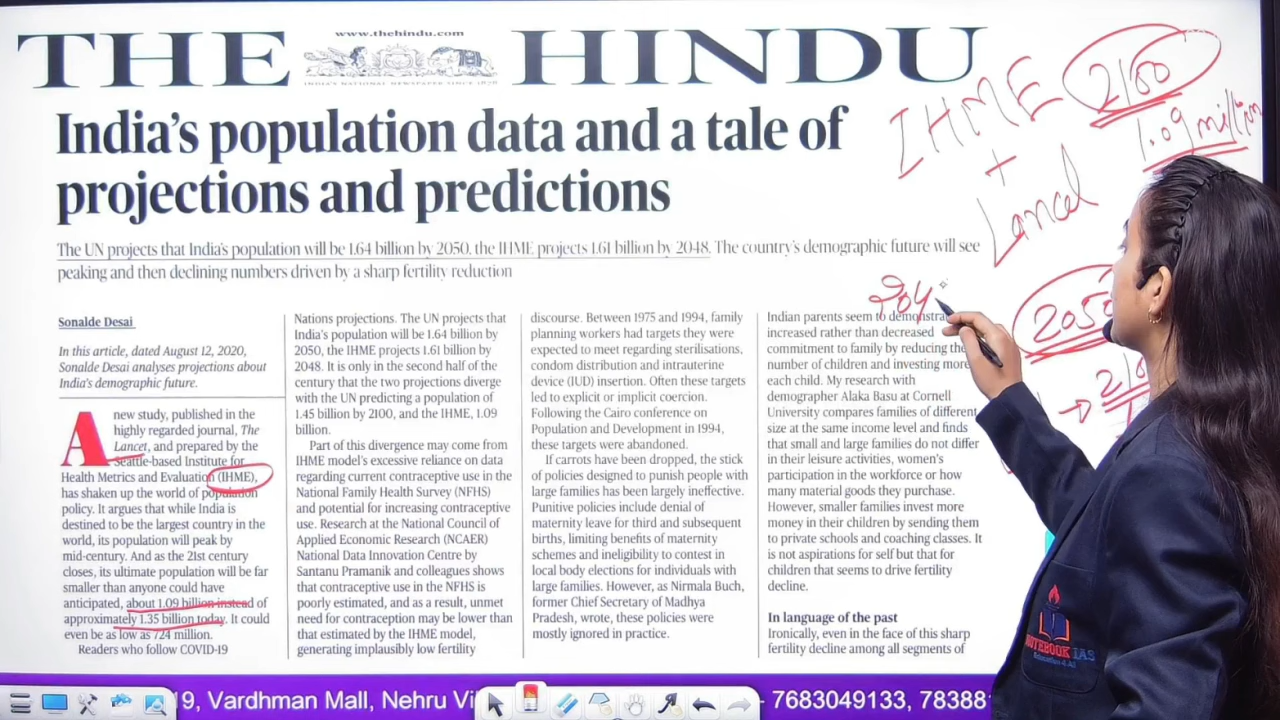 THE HINDU
www.thehindu.com
INDIA'S NATIONAL NEWSPAPER SINCE 1878
India's population data and a tale of
projections and predictions
The UN projects that India's population will be 1.64 billion by 2050, the IHME projects 1.61 billion by 2048. The country's demographic future will see
peaking and then declining numbers driven by a sharp fertility reduction
Sonalde Desai
In this article, dated August 12, 2020,
Sonalde Desai analyses projections about
India's demographic future.
A new study, published in the
highly regarded journal, The
Lancet, and prepared by the
Seattle-based Institute for
Health Metrics and Evaluation (IHME),
has shaken up the world of population
policy. It argues that while India is
destined to be the largest country in the
world, its population will peak by
mid-century. And as the 21st century
closes, its ultimate population will be far
smaller than anyone could have
anticipated, about 1.09 billion instead of
approximately 1.35 billion today. It could
even be as low as 724 million.
Readers who follow COVID-19
Nations projections. The UN projects that
India's population will be 1.64 billion by
2050, the IHME projects 1.61 billion by
2048. It is only in the second half of the
century that the two projections diverge
with the UN predicting a population of
1.45 billion by 2100, and the IHME, 1.09
billion.
Part of this divergence may come from
IHME model's excessive reliance on data
regarding current contraceptive use in the
National Family Health Survey (NFHS)
and potential for increasing contraceptive
use. Research at the National Council of
Applied Economic Research (NCAER)
National Data Innovation Centre by
Santanu Pramanik and colleagues shows
that contraceptive use in the NFHS is
poorly estimated, and as a result, unmet
need for contraception may be lower than
that estimated by the IHME model,
generating implausibly low fertility
discourse. Between 1975 and 1994, family
planning workers had targets they were
expected to meet regarding sterilisations,
condom distribution and intrauterine
device (IUD) insertion. Often these targets
led to explicit or implicit coercion.
Following the Cairo conference on
Population and Development in 1994,
these targets were abandoned.
If carrots have been dropped, the stick
of policies designed to punish people with
large families has been largely ineffective.
Punitive policies include denial of
maternity leave for third and subsequent
births, limiting benefits of maternity
schemes and ineligibility to contest in
local body elections for individuals with
large families. However, as Nirmala Buch,
former Chief Secretary of Madhya
Pradesh, wrote, these policies were
mostly ignored in practice.
Indian parents seem to
increased rather than decreased
commitment to family by reducing the
number of children and investing more
each child. My research with
demographer Alaka Basu at Cornell
University compares families of different
size at the same income level and finds
that small and large families do not differ
in their leisure activities, women's
participation in the workforce or how
many material goods they purchase.
However, smaller families invest more
money in their children by sending them
to private schools and coaching classes. It
is not aspirations for self but that for
children that seems to drive fertility
decline.
In language of the past
Ironically, even in the face of this sharp
fertility decline among all segments of
IHME 2100
1.09 million
+
Lancet
2050
204
NOTEBOOK IAS
Education 4 All
19, Vardhman Mall, Nehru Vi
- 7683049133, 78388